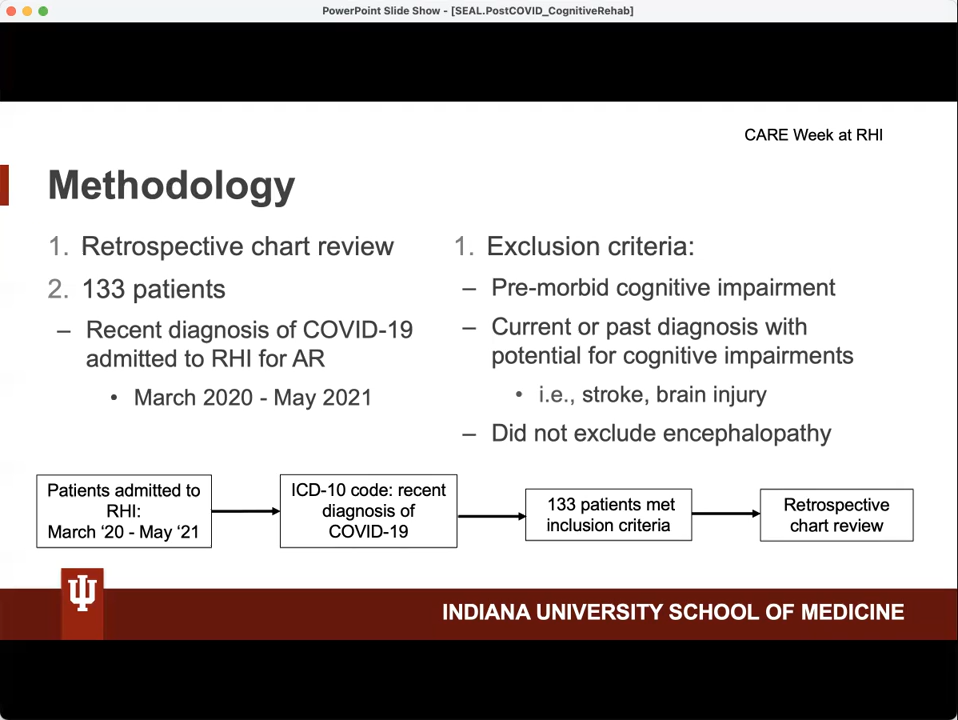 PowerPoint Slide Show - [SEAL.PostCOVID_CognitiveRehab]
CARE Week at RHI
Methodology
1. Retrospective chart review
2. 133 patients
– Recent diagnosis of COVID-19
admitted to RHI for AR
• March 2020 - May 2021
1. Exclusion criteria:
– Pre-morbid cognitive impairment
– Current or past diagnosis with
potential for cognitive impairments
• i.e., stroke, brain injury
– Did not exclude encephalopathy
Patients admitted to
RHI:
March ‘20 - May ‘21
ICD-10 code: recent
diagnosis of
COVID-19
133 patients met
inclusion criteria
Retrospective
chart review
INDIANA UNIVERSITY SCHOOL OF MEDICINE